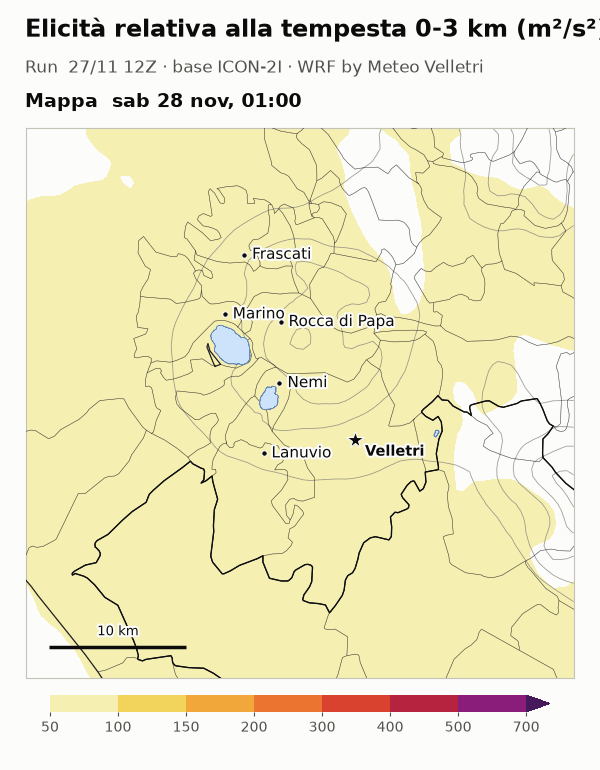 Elicità relativa alla tempesta 0-3 km (m²/s²)
Run 27/11 12Z · base ICON-2I · WRF by Meteo Velletri
Mappa sab 28 nov, 01:00
Frascati
Marino
Rocca di Papa
Nemi
Velletri
Lanuvio
10 km
50 100 150 200 300 400 500 700